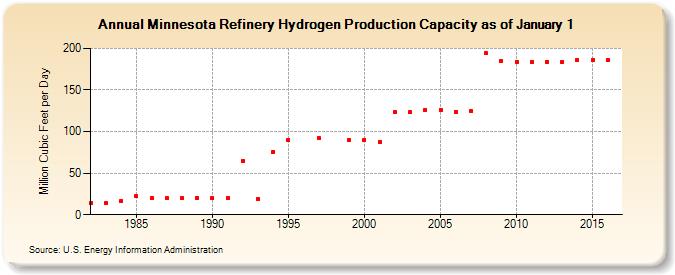 Annual Minnesota Refinery Hydrogen Production Capacity as of January 1
Million Cubic Feet per Day
200
150
100
50
0
1985 1990 1995 2000 2005 2010 2015
Source: U.S. Energy Information Administration